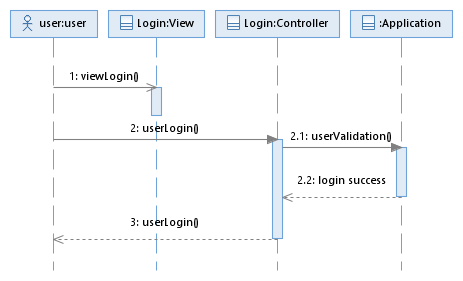 user:user
Login:View
Login:Controller
:Application
1: viewLogin()
2: userLogin()
2.1: userValidation()
2.2: login success
3: userLogin()